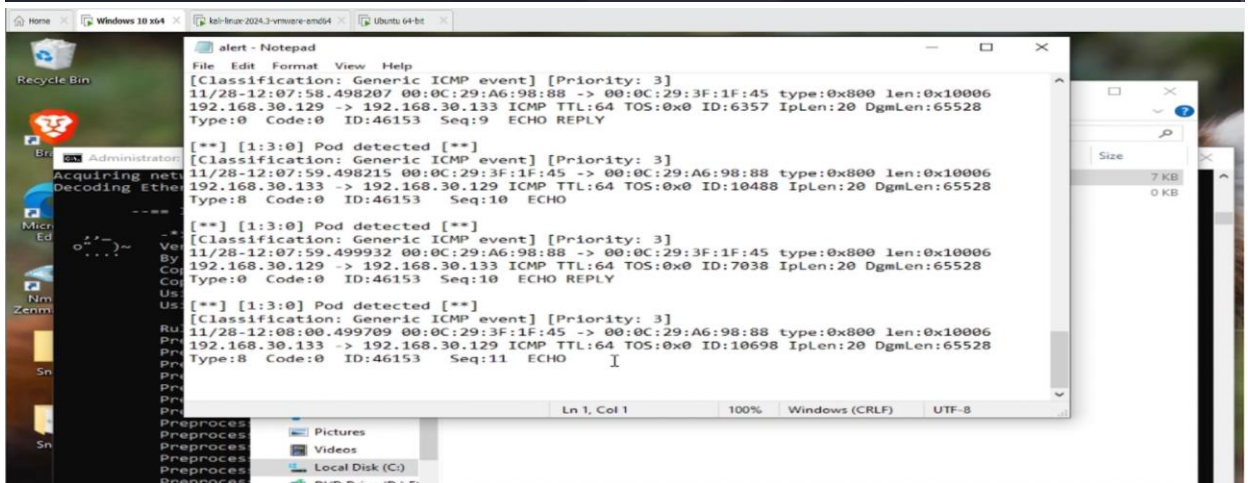 Home
Windows 10 x64
kali-linux-2024.3-vmware-amd64
Ubuntu 64-bit
Recycle Bin
alert - Notepad
File Edit Format View Help
[Classification: Generic ICMP event] [Priority: 3]
11/28-12:07:58.498207 00:0C:29:A6:98:88 -> 00:0C:29:3F:1F:45 type:0x800 len:0x10006
192.168.30.129 -> 192.168.30.133 ICMP TTL:64 TOS:0x0 ID:6357 IpLen:20 DgmLen:65528
Type:0 Code:0 ID:46153 Seq:9 ECHO REPLY
[**] [1:3:0] Pod detected [**]
[Classification: Generic ICMP event] [Priority: 3]
11/28-12:07:59.498215 00:0C:29:3F:1F:45 -> 00:0C:29:A6:98:88 type:0x800 len:0x10006
192.168.30.133 -> 192.168.30.129 ICMP TTL:64 TOS:0x0 ID:10488 IpLen:20 DgmLen:65528
Type:8 Code:0 ID:46153 Seq:10 ECHO
[**] [1:3:0] Pod detected [**]
[Classification: Generic ICMP event] [Priority: 3]
11/28-12:07:59.499932 00:0C:29:A6:98:88 -> 00:0C:29:3F:1F:45 type:0x800 len:0x10006
192.168.30.129 -> 192.168.30.133 ICMP TTL:64 TOS:0x0 ID:7038 IpLen:20 DgmLen:65528
Type:0 Code:0 ID:46153 Seq:10 ECHO REPLY
[**] [1:3:0] Pod detected [**]
[Classification: Generic ICMP event] [Priority: 3]
11/28-12:08:00.499709 00:0C:29:3F:1F:45 -> 00:0C:29:A6:98:88 type:0x800 len:0x10006
192.168.30.133 -> 192.168.30.129 ICMP TTL:64 TOS:0x0 ID:10698 IpLen:20 DgmLen:65528
Type:8 Code:0 ID:46153 Seq:11 ECHO
Ln 1, Col 1
100%
Windows (CRLF)
UTF-8
Administrator:
Acquiring netw
Decoding Ether
By
Preprocess
Preprocess
Preprocess
Preprocess
Size
7 KB
0 KB
Pictures
Videos
Local Disk (C:)